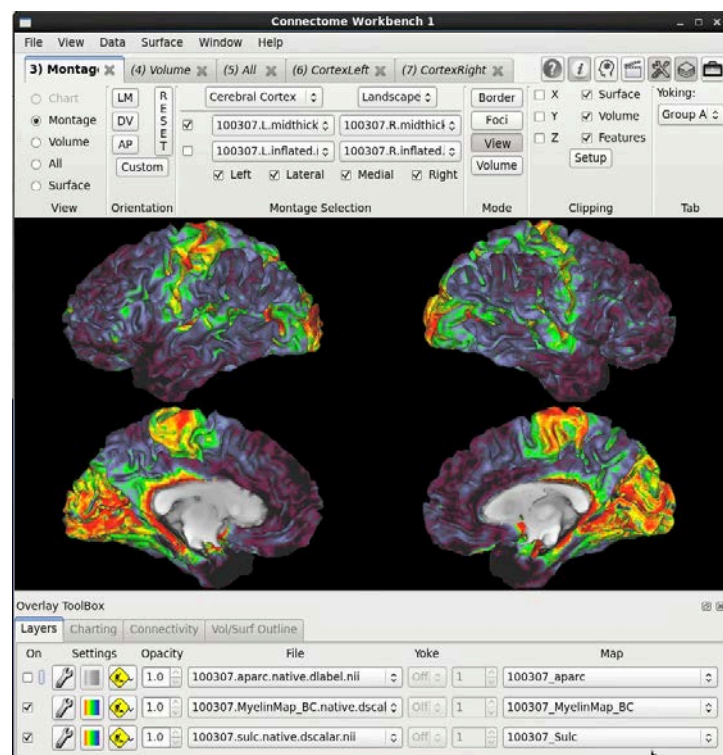 Connectome Workbench 1
File View Data Surface Window Help
3) Montag (4) Volume (5) All (6) CortexLeft (7) CortexRight
Chart LM RESET Cerebral Cortex Landscape Border X Surface Yoking:
Montage DV 100307.L.midthick 100307.R.midthick Foci Y Volume Group A
Volume AP 100307.L.inflated. 100307.R.inflated. View Z Features
All Custom Left Lateral Medial Right Volume Setup
Surface
View Orientation Montage Selection Mode Clipping Tab
Overlay ToolBox
Layers Charting Connectivity Vol/Surf Outline
On Settings Opacity File Yoke Map
1.0 100307.aparc.native.dlabel.nii Off 1 100307_aparc
1.0 100307.MyelinMap_BC.native.dscal Off 1 100307_MyelinMap_BC
1.0 100307.sulc.native.dscalar.nii Off 1 100307_Sulc